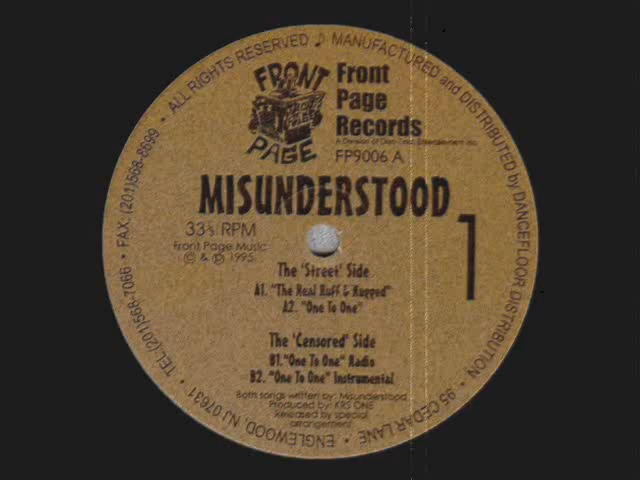 ALL RIGHTS RESERVED ♪ MANUFACTURED and DISTRIBUTED by DANCEFLOOR DISTRIBUTION • 95 CEDAR LANE • ENGLEWOOD, NJ 07631 • TEL.(201)568-7066 • FAX. (201)568-8699 •
FRONT
PAGE
Front
Page
Records
FP9006 A
MISUNDERSTOOD
33⅓ RPM
1
Front Page Music
© & ℗ 1995
The 'Street' Side
A1. "The Real Ruff & Rugged"
A2. "One To One"
The 'Censored' Side
B1."One To One" Radio
B2. "One To One" Instrumental
Both songs written by: Misunderstood
Produced by: KRS ONE
Released by special
arrangement